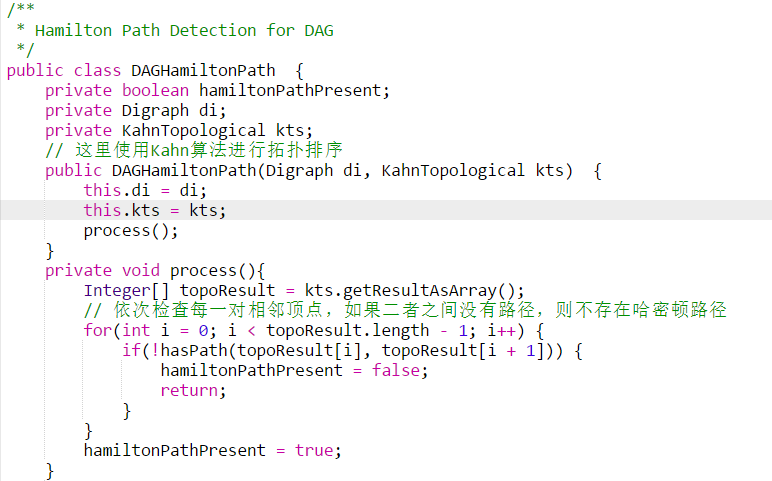 /**
 * Hamilton Path Detection for DAG
 */
public class DAGHamiltonPath  {
    private boolean hamiltonPathPresent;
    private Digraph di;
    private KahnTopological kts;
    // 这里使用Kahn算法进行拓扑排序
    public DAGHamiltonPath(Digraph di, KahnTopological kts)  {
        this.di = di;
        this.kts = kts;
        process();
    }
    private void process(){
        Integer[] topoResult = kts.getResultAsArray();
        // 依次检查每一对相邻顶点，如果二者之间没有路径，则不存在哈密顿路径
        for(int i = 0; i < topoResult.length - 1; i++) {
            if(!hasPath(topoResult[i], topoResult[i + 1])) {
                hamiltonPathPresent = false;
                return;
            }
        }
        hamiltonPathPresent = true;
    }